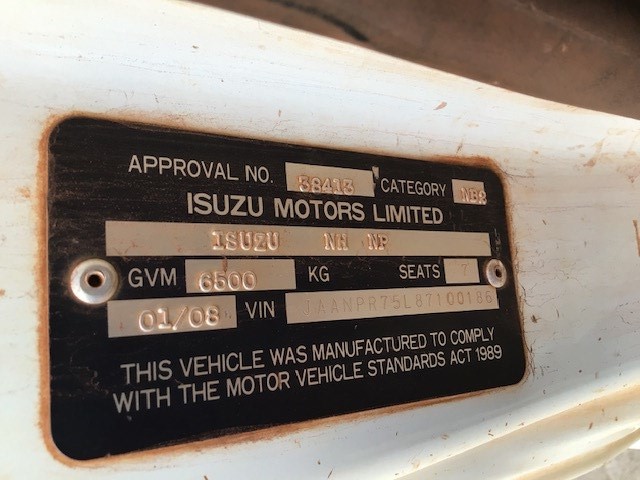 APPROVAL NO. 38413 CATEGORY NB2
ISUZU MOTORS LIMITED
ISUZU NH NP
GVM 6500 KG SEATS 7
01/08 VIN JAANPR75L87100186
THIS VEHICLE WAS MANUFACTURED TO COMPLY
WITH THE MOTOR VEHICLE STANDARDS ACT 1989